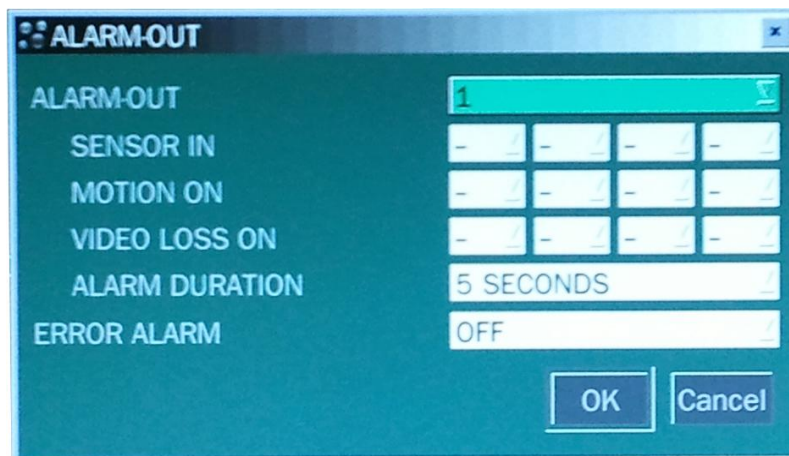 ALARM-OUT
ALARM-OUT 1
SENSOR IN - - - -
MOTION ON - - - -
VIDEO LOSS ON - - - -
ALARM DURATION 5 SECONDS
ERROR ALARM OFF
OK Cancel